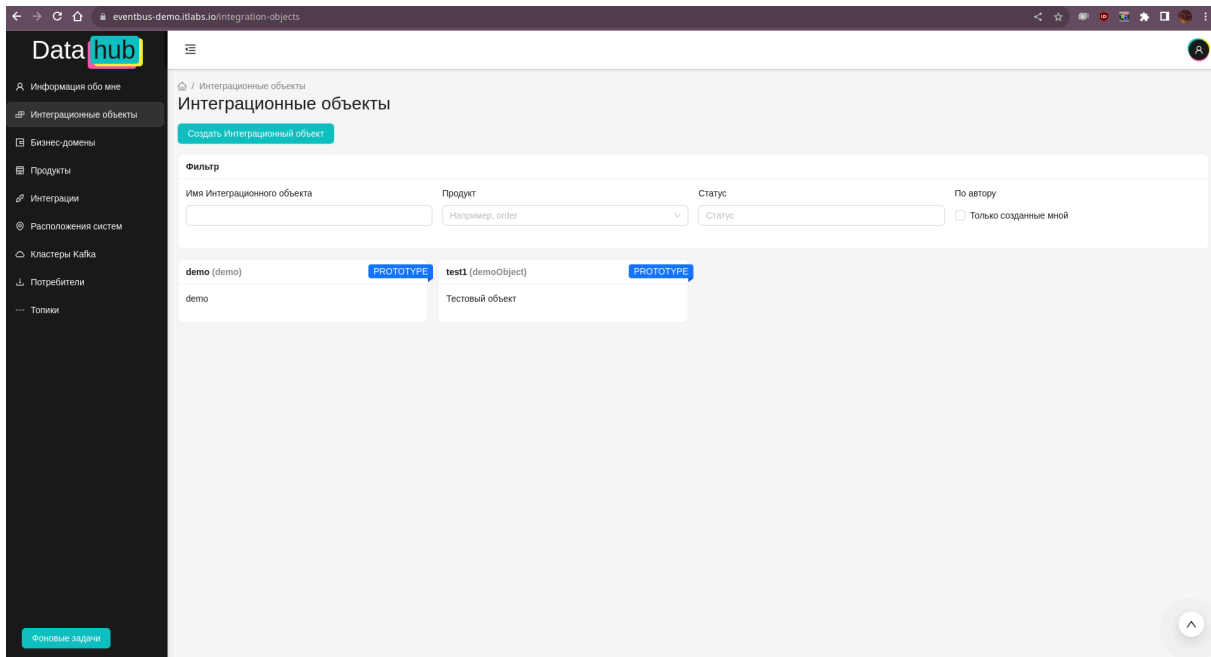 eventbus-demo.itlabs.io/integration-objects
Data hub
Информация обо мне
Интеграционные объекты
Бизнес-домены
Продукты
Интеграции
Расположения систем
Кластеры Kafka
Потребители
Топики
Фоновые задачи
/ Интеграционные объекты
Интеграционные объекты
Создать Интеграционный объект
Фильтр
Имя Интеграционного объекта
Продукт
Например, order
Статус
Статус
По автору
Только созданные мной
demo (demo) PROTOTYPE
demo
test1 (demoObject) PROTOTYPE
Тестовый объект